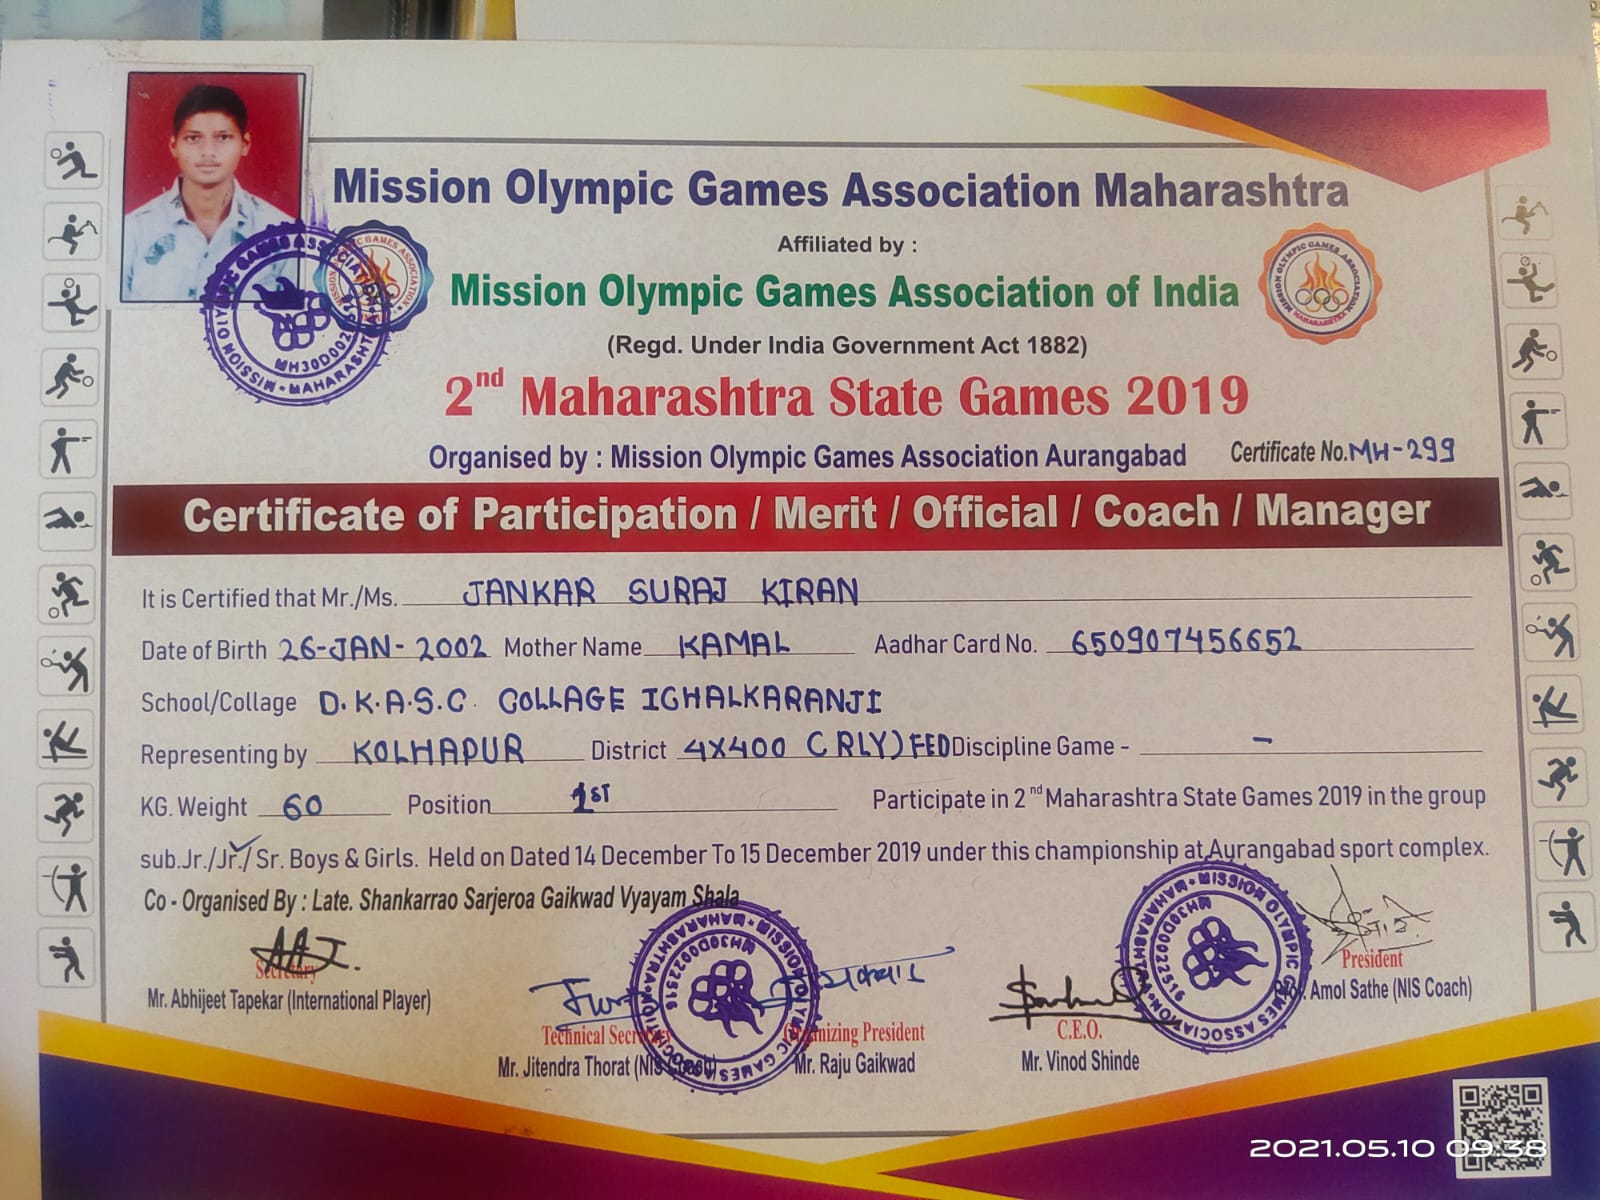 Mission Olympic Games Association Maharashtra
Affiliated by :
Mission Olympic Games Association of India
(Regd. Under India Government Act 1882)
2nd Maharashtra State Games 2019
Organised by : Mission Olympic Games Association Aurangabad Certificate No. MH-299
Certificate of Participation / Merit / Official / Coach / Manager
It is Certified that Mr./Ms. JANKAR SURAJ KIRAN
Date of Birth 26-JAN-2002 Mother Name KAMAL Aadhar Card No. 650907456652
School/Collage D.K.A.S.C. COLLAGE ICHALKARANJI
Representing by KOLHAPUR District 4X400 (RLY) FED Discipline Game - -
KG. Weight 60 Position 1ST Participate in 2nd Maharashtra State Games 2019 in the group
sub.Jr./Jr./Sr. Boys & Girls. Held on Dated 14 December To 15 December 2019 under this championship at Aurangabad sport complex.
Co - Organised By : Late. Shankarrao Sarjeroa Gaikwad Vyayam Shala
Secretary
Mr. Abhijeet Tapekar (International Player)
Technical
Mr. Jitendra Thorat (NIS Coach)
Organizing President
Mr. Raju Gaikwad
C.E.O.
Mr. Vinod Shinde
President
Amol Sathe (NIS Coach)
MISSION OLYMPIC GAMES ASSOCIATION
MAHARASHTRA
2021.05.10 09:38